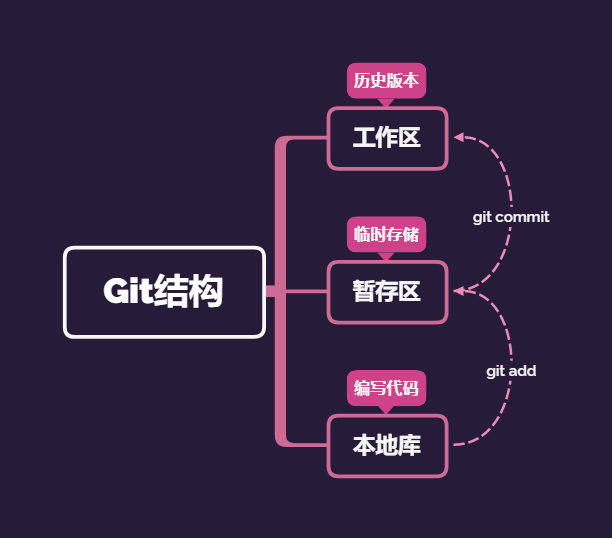 历史版本
工作区
git commit
临时存储
Git结构
暂存区
git add
编写代码
本地库